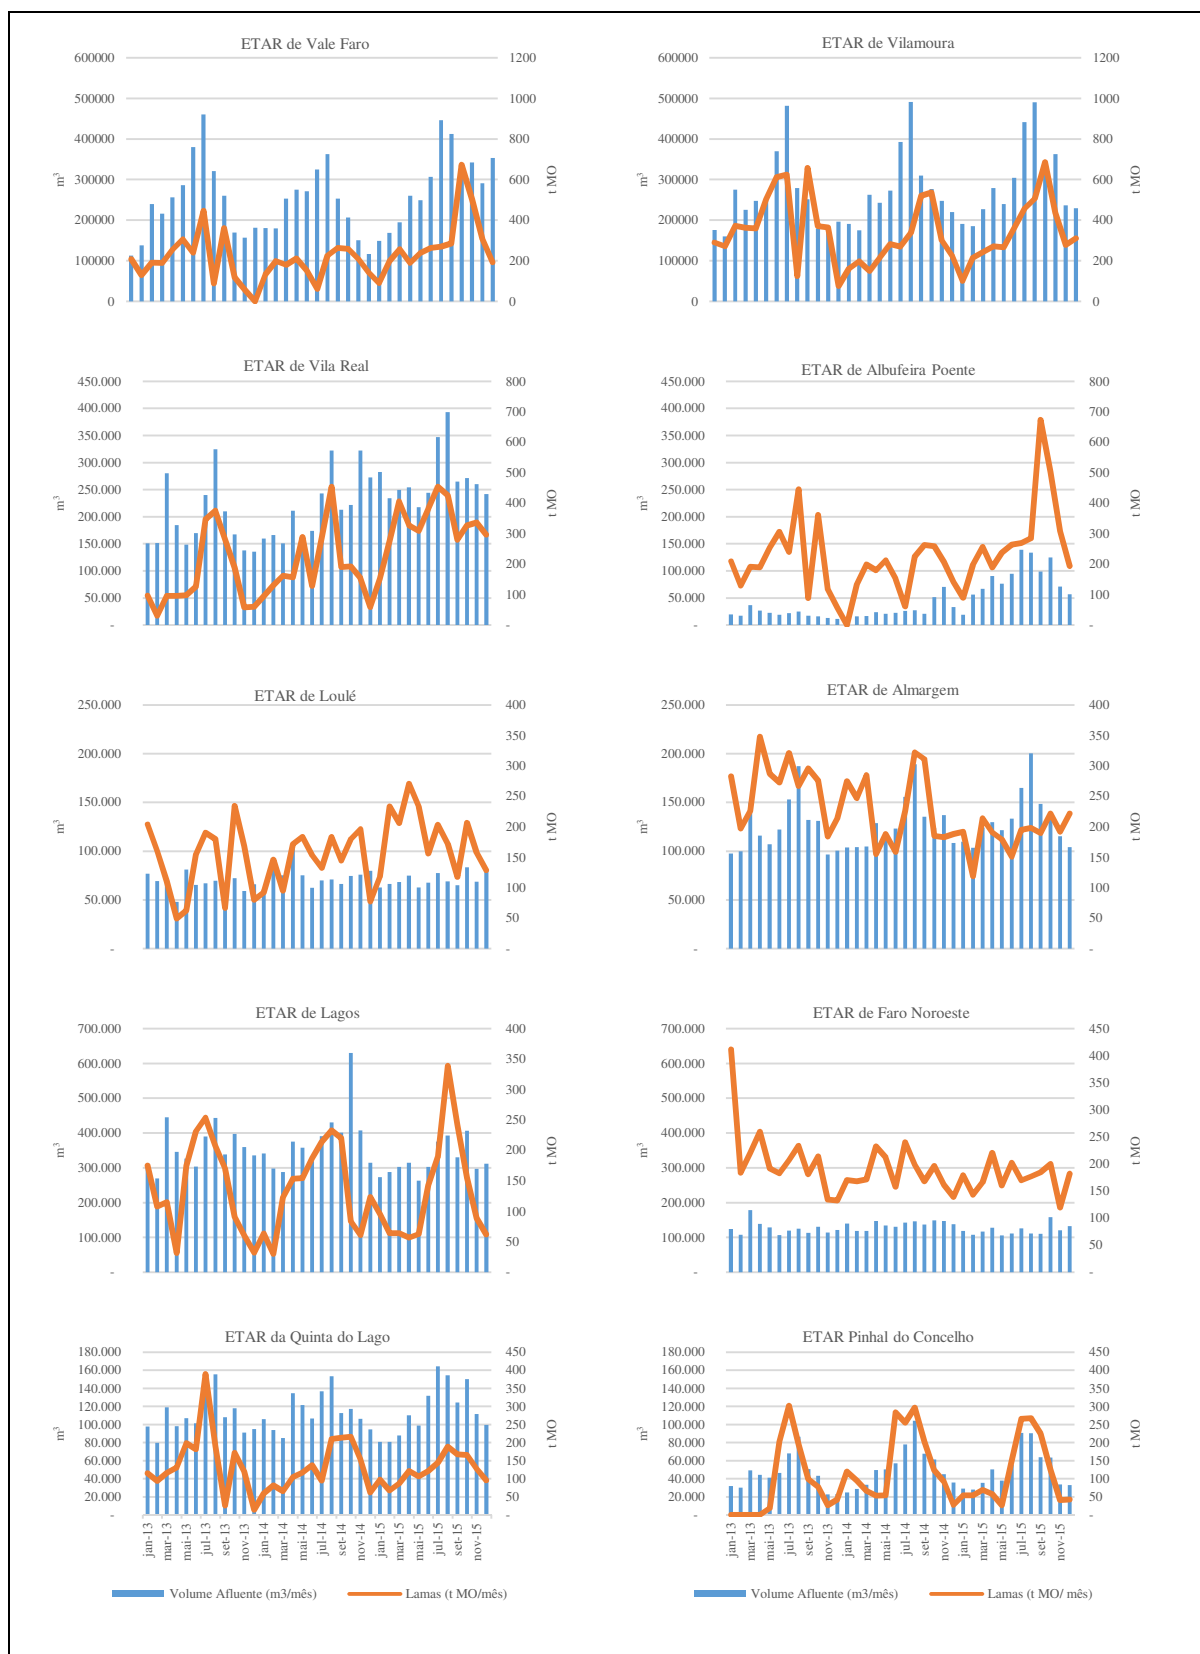 ETAR de Vale Faro
600000 1200
500000 1000
400000 800
300000 600
200000 400
100000 200
0 0
m³
t MO
ETAR de Vilamoura
600000 1200
500000 1000
400000 800
300000 600
200000 400
100000 200
0 0
m³
t MO
ETAR de Vila Real
450.000 800
400.000 700
350.000 600
300.000 500
250.000 400
200.000 300
150.000 200
100.000 100
50.000 -
-
m³
t MO
ETAR de Albufeira Poente
450.000 800
400.000 700
350.000 600
300.000 500
250.000 400
200.000 300
150.000 200
100.000 100
50.000 -
-
m³
t MO
ETAR de Loulé
250.000 400
200.000 350
150.000 300
100.000 250
50.000 200
- 150
100
50
-
m³
t MO
ETAR de Almargem
250.000 400
200.000 350
150.000 300
100.000 250
50.000 200
- 150
100
50
-
m³
t MO
ETAR de Lagos
700.000 400
600.000 350
500.000 300
400.000 250
300.000 200
200.000 150
100.000 100
- 50
-
m³
t MO
ETAR de Faro Noroeste
700.000 450
600.000 400
500.000 350
400.000 300
300.000 250
200.000 200
100.000 150
- 100
50
-
m³
t MO
ETAR da Quinta do Lago
180.000 450
160.000 400
140.000 350
120.000 300
100.000 250
80.000 200
60.000 150
40.000 100
20.000 50
- -
m³
t MO
jan-13 mar-13 mai-13 jul-13 set-13 nov-13 jan-14 mar-14 mai-14 jul-14 set-14 nov-14 jan-15 mar-15 mai-15 jul-15 set-15 nov-15
ETAR Pinhal do Concelho
180.000 450
160.000 400
140.000 350
120.000 300
100.000 250
80.000 200
60.000 150
40.000 100
20.000 50
- -
m³
t MO
jan-13 mar-13 mai-13 jul-13 set-13 nov-13 jan-14 mar-14 mai-14 jul-14 set-14 nov-14 jan-15 mar-15 mai-15 jul-15 set-15 nov-15
Volume Afluente (m3/mês) Lamas (t MO/mês)
Volume Afluente (m3/mês) Lamas (t MO/ mês)